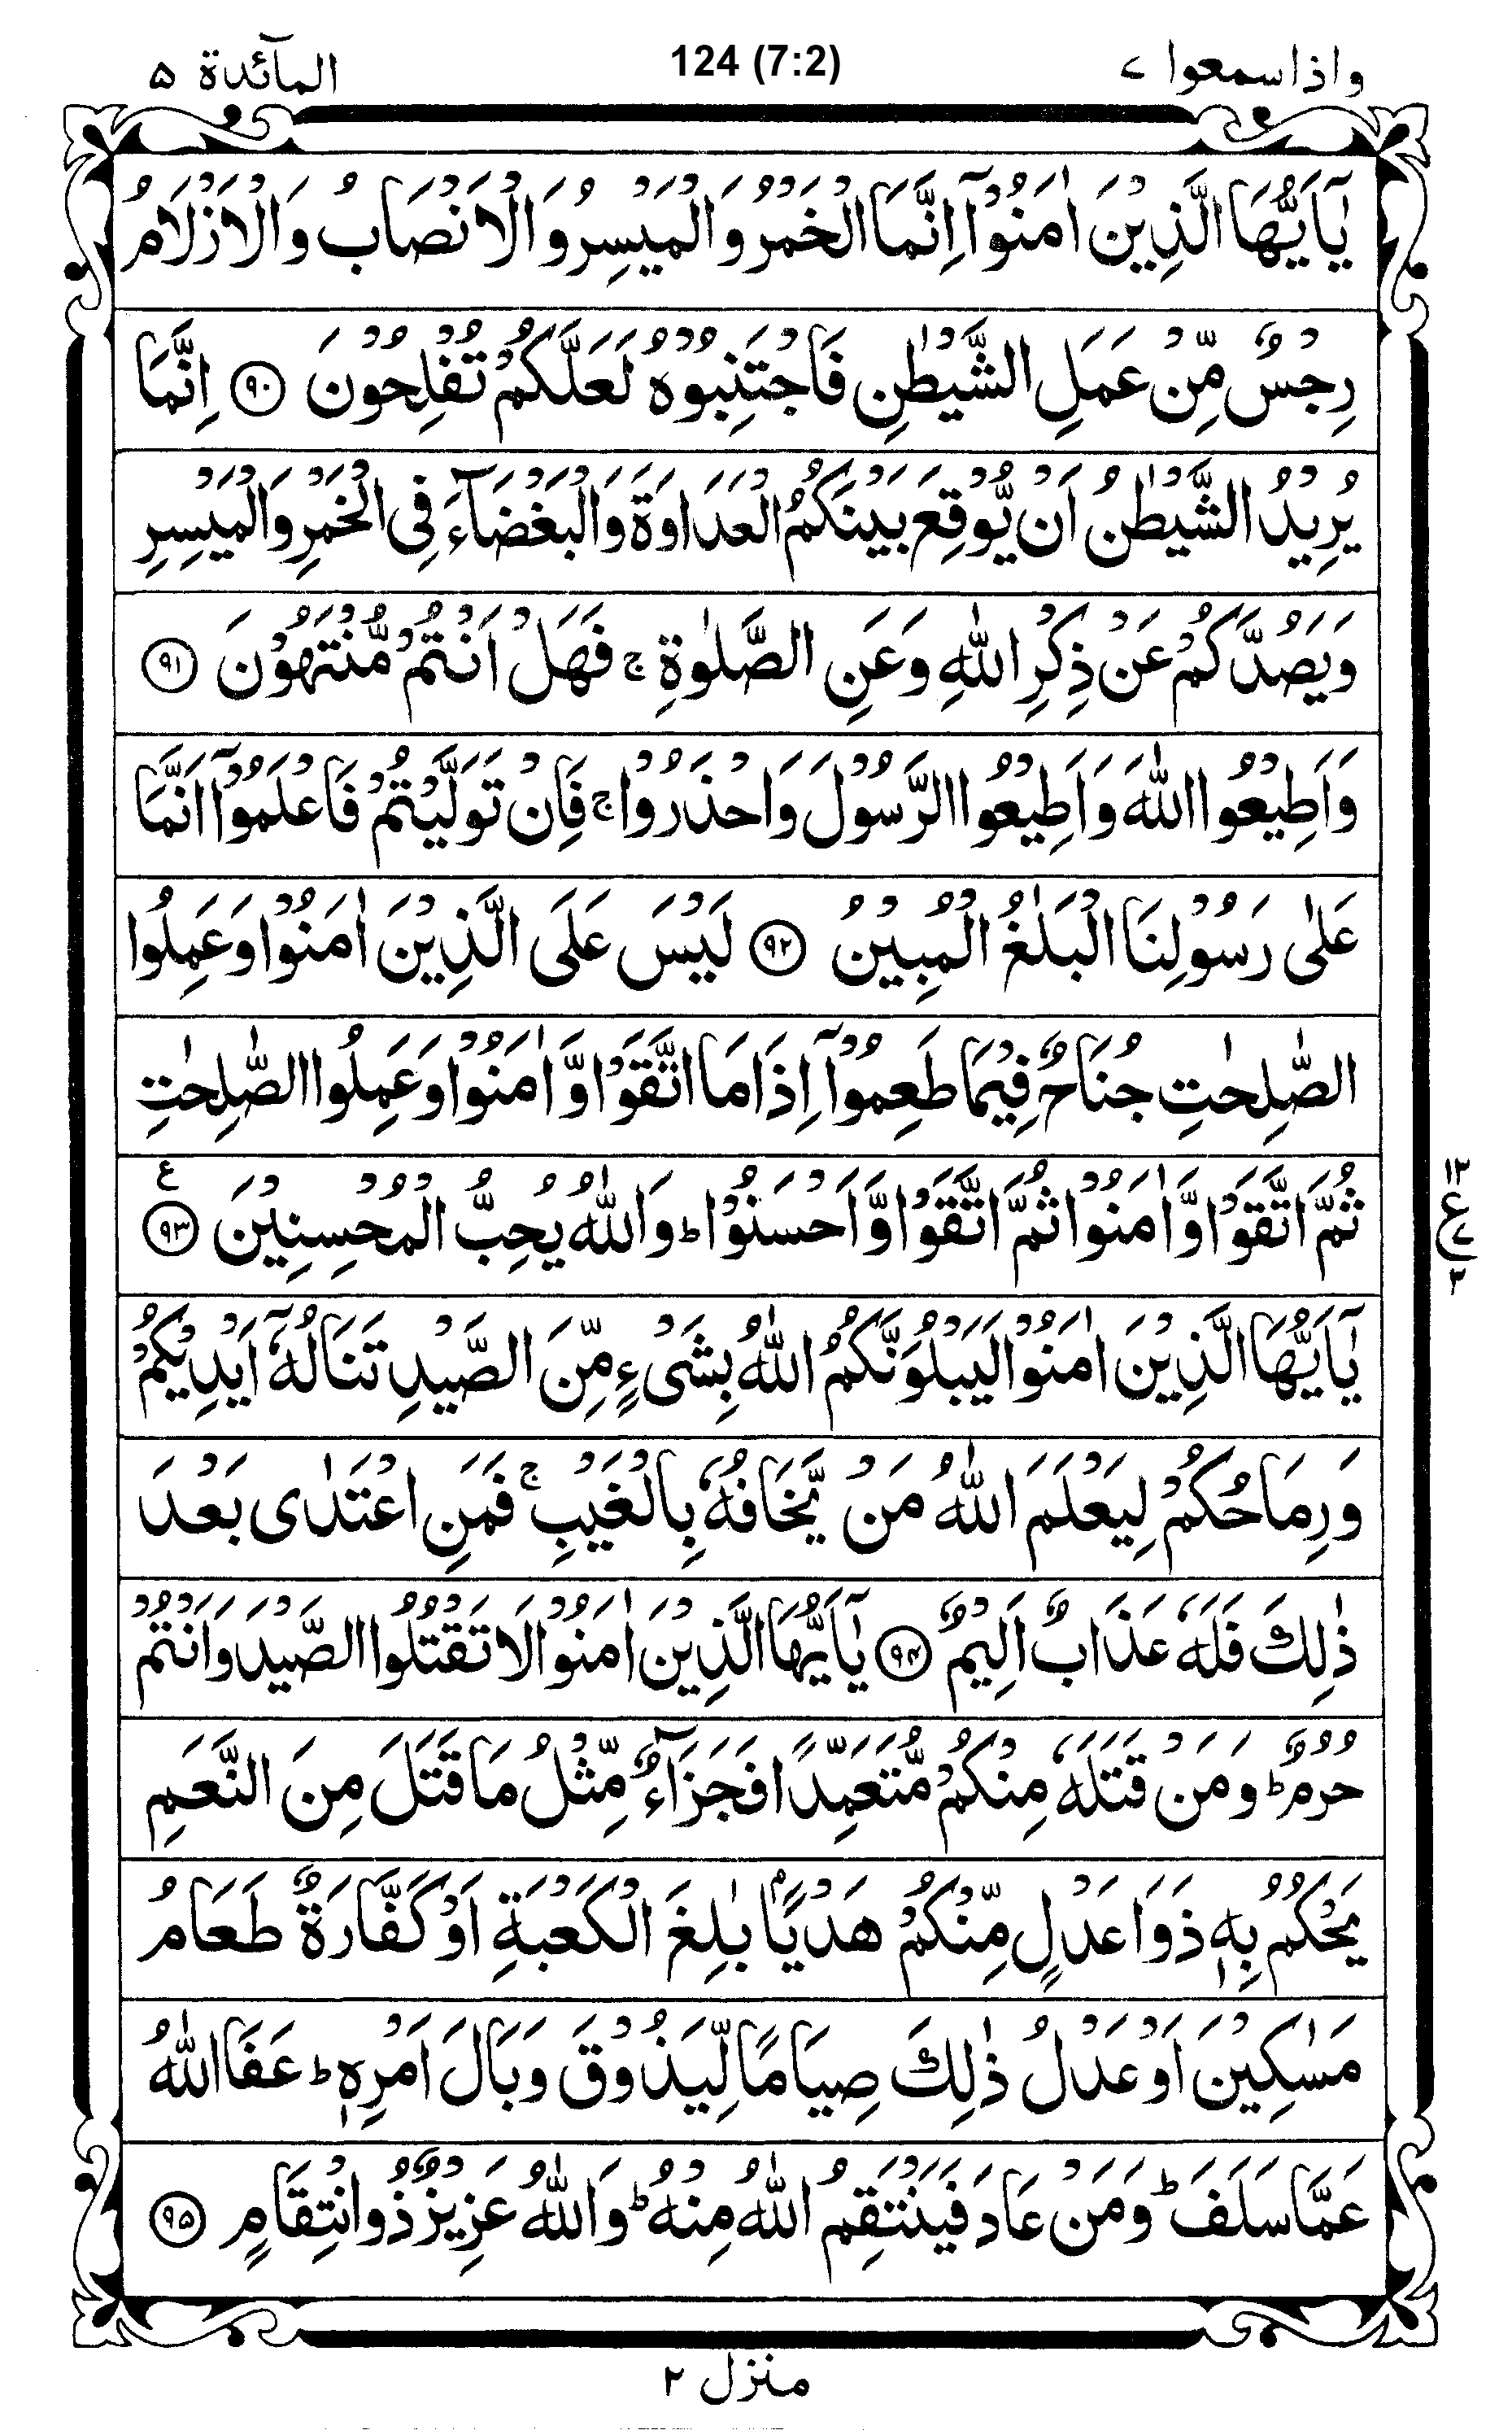 واذاسمعوا ٧
124 (7:2)
المآئدة ۵
يٰۤاَيُّهَا الَّذِيْنَ اٰمَنُوْۤا اِنَّمَا الْخَمْرُ وَالْمَيْسِرُ وَالْاَنْصَابُ وَالْاَزْلَامُ
رِجْسٌ مِّنْ عَمَلِ الشَّيْطٰنِ فَاجْتَنِبُوْهُ لَعَلَّكُمْ تُفْلِحُوْنَ ۹۰ اِنَّمَا
يُرِيْدُ الشَّيْطٰنُ اَنْ يُّوْقِعَ بَيْنَكُمُ الْعَدَاوَةَ وَالْبَغْضَآءَ فِى الْخَمْرِ وَالْمَيْسِرِ
وَيَصُدَّكُمْ عَنْ ذِكْرِ اللّٰهِ وَعَنِ الصَّلٰوةِ ج فَهَلْ اَنْتُمْ مُّنْتَهُوْنَ ۹۱
وَاَطِيْعُوا اللّٰهَ وَاَطِيْعُوا الرَّسُوْلَ وَاحْذَرُوْا ج فَاِنْ تَوَلَّيْتُمْ فَاعْلَمُوْۤا اَنَّمَا
عَلٰى رَسُوْلِنَا الْبَلٰغُ الْمُبِيْنُ ۹۲ لَيْسَ عَلَى الَّذِيْنَ اٰمَنُوْا وَعَمِلُوا
الصّٰلِحٰتِ جُنَاحٌ فِيْمَا طَعِمُوْۤا اِذَا مَا اتَّقَوْا وَّاٰمَنُوْا وَعَمِلُوا الصّٰلِحٰتِ
ثُمَّ اتَّقَوْا وَّاٰمَنُوْا ثُمَّ اتَّقَوْا وَّاَحْسَنُوْا ؕ وَاللّٰهُ يُحِبُّ الْمُحْسِنِيْنَ ۹۳ ع
۱۲
ع
٧
۲
يٰۤاَيُّهَا الَّذِيْنَ اٰمَنُوْا لَيَبْلُوَنَّكُمُ اللّٰهُ بِشَىْءٍ مِّنَ الصَّيْدِ تَنَالُهٗۤ اَيْدِيْكُمْ
وَرِمَاحُكُمْ لِيَعْلَمَ اللّٰهُ مَنْ يَّخَافُهٗ بِالْغَيْبِ ۚ فَمَنِ اعْتَدٰى بَعْدَ
ذٰلِكَ فَلَهٗ عَذَابٌ اَلِيْمٌ ۹۴ يٰۤاَيُّهَا الَّذِيْنَ اٰمَنُوْا لَا تَقْتُلُوا الصَّيْدَ وَاَنْتُمْ
حُرُمٌ ؕ وَمَنْ قَتَلَهٗ مِنْكُمْ مُّتَعَمِّدًا فَجَزَآءٌ مِّثْلُ مَا قَتَلَ مِنَ النَّعَمِ
يَحْكُمُ بِهٖ ذَوَا عَدْلٍ مِّنْكُمْ هَدْيًۢا بٰلِغَ الْكَعْبَةِ اَوْ كَفَّارَةٌ طَعَامُ
مَسٰكِيْنَ اَوْ عَدْلُ ذٰلِكَ صِيَامًا لِّيَذُوْقَ وَبَالَ اَمْرِهٖ ؕ عَفَا اللّٰهُ
عَمَّا سَلَفَ ؕ وَمَنْ عَادَ فَيَنْتَقِمُ اللّٰهُ مِنْهُ ؕ وَاللّٰهُ عَزِيْزٌ ذُو انْتِقَامٍ ۹۵
منزل ۲